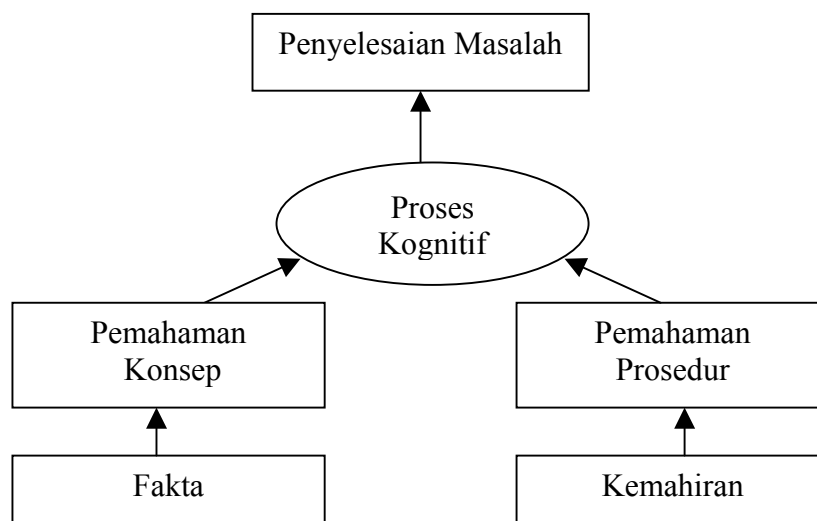 Penyelesaian Masalah
Proses
Kognitif
Pemahaman
Konsep
Pemahaman
Prosedur
Fakta
Kemahiran